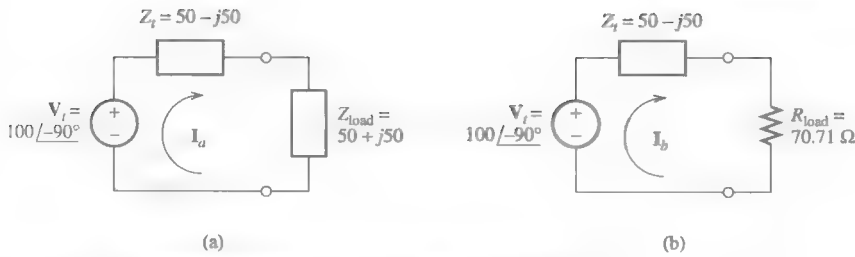 Z_t = 50 − j50
V_t =
100/−90°
+
−
I_a
Z_load =
50 + j50
(a)
Z_t = 50 − j50
V_t =
100/−90°
+
−
I_b
R_load =
70.71 Ω
(b)